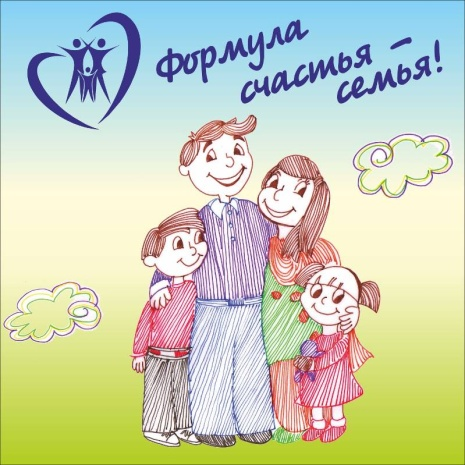 Формула
счастья –
семья!